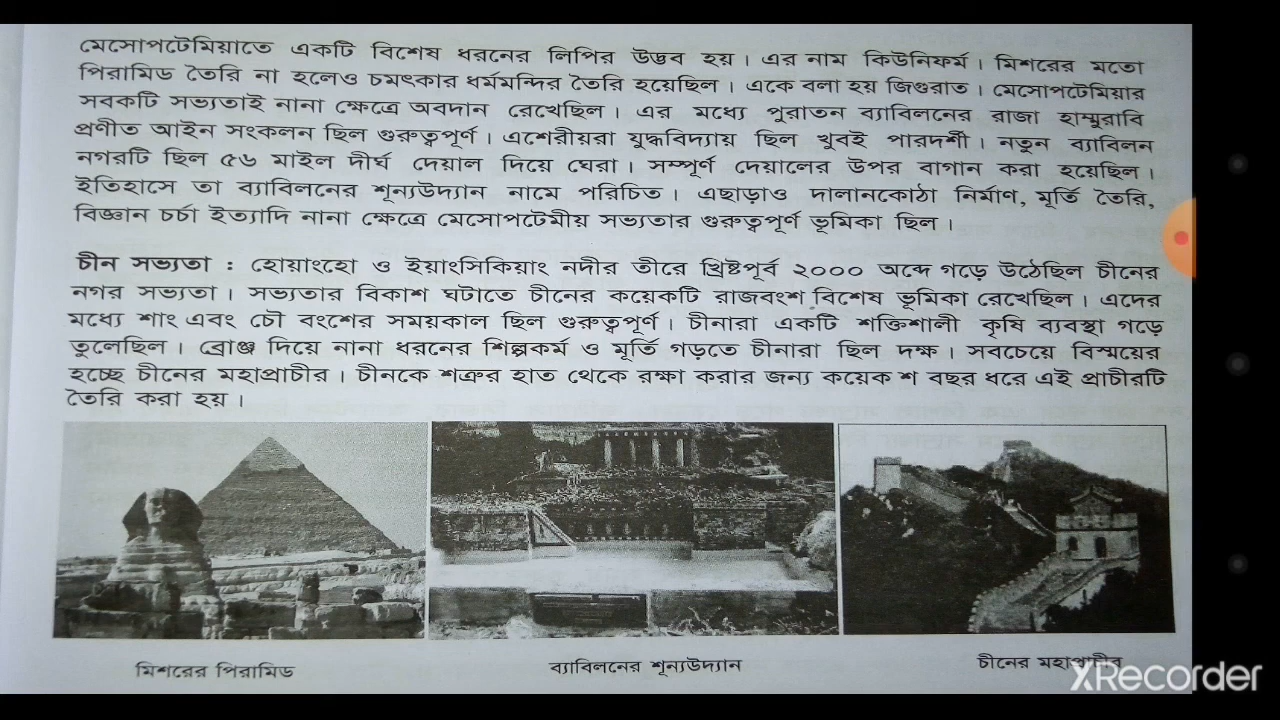 মেসোপটেমিয়াতে একটি বিশেষ ধরনের লিপির উদ্ভব হয়। এর নাম কিউনিফর্ম। মিশরের মতো
পিরামিড তৈরি না হলেও চমৎকার ধর্মমন্দির তৈরি হয়েছিল। একে বলা হয় জিগুরাত। মেসোপটেমিয়ার
সবকটি সভ্যতাই নানা ক্ষেত্রে অবদান রেখেছিল। এর মধ্যে পুরাতন ব্যাবিলনের রাজা হাম্মুরাবি
প্রণীত আইন সংকলন ছিল গুরুত্বপূর্ণ। এশেরীয়রা যুদ্ধবিদ্যায় ছিল খুবই পারদর্শী। নতুন ব্যাবিলন
নগরটি ছিল ৫৬ মাইল দীর্ঘ দেয়াল দিয়ে ঘেরা। সম্পূর্ণ দেয়ালের উপর বাগান করা হয়েছিল।
ইতিহাসে তা ব্যাবিলনের শূন্যউদ্যান নামে পরিচিত। এছাড়াও দালানকোঠা নির্মাণ, মূর্তি তৈরি,
বিজ্ঞান চর্চা ইত্যাদি নানা ক্ষেত্রে মেসোপটেমীয় সভ্যতার গুরুত্বপূর্ণ ভূমিকা ছিল।
চীন সভ্যতা : হোয়াংহো ও ইয়াংসিকিয়াং নদীর তীরে খ্রিষ্টপূর্ব ২০০০ অব্দে গড়ে উঠেছিল চীনের
নগর সভ্যতা। সভ্যতার বিকাশ ঘটাতে চীনের কয়েকটি রাজবংশ বিশেষ ভূমিকা রেখেছিল। এদের
মধ্যে শাং এবং চৌ বংশের সময়কাল ছিল গুরুত্বপূর্ণ। চীনারা একটি শক্তিশালী কৃষি ব্যবস্থা গড়ে
তুলেছিল। ব্রোঞ্জ দিয়ে নানা ধরনের শিল্পকর্ম ও মূর্তি গড়তে চীনারা ছিল দক্ষ। সবচেয়ে বিস্ময়ের
হচ্ছে চীনের মহাপ্রাচীর। চীনকে শত্রুর হাত থেকে রক্ষা করার জন্য কয়েক শ বছর ধরে এই প্রাচীরটি
তৈরি করা হয়।
মিশরের পিরামিড
ব্যাবিলনের শূন্যউদ্যান
চীনের মহাপ্রাচীর
XRecorder